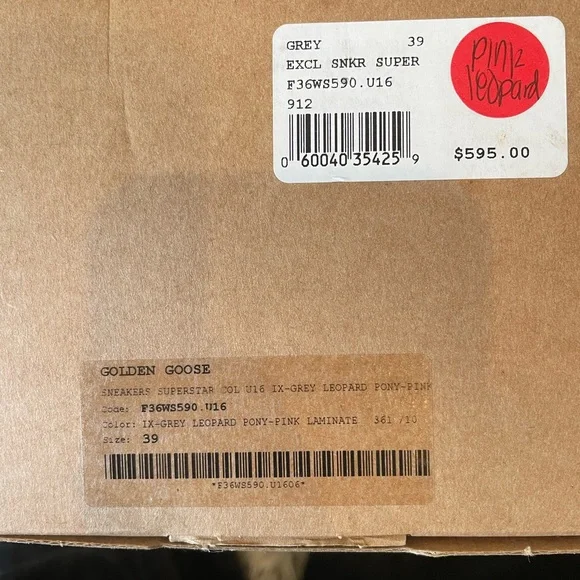 GREY 39
EXCL SNKR SUPER
F36WS590.U16
912
0 60040 35425 9
$595.00
Pink
leopard
GOLDEN GOOSE
SNEAKERS SUPERSTAR COL U16 IX-GREY LEOPARD PONY-PINK
Code: F36WS590.U16
Color: IX-GREY LEOPARD PONY-PINK LAMINATE 361 /10
Size: 39
*F36WS590.U1606*